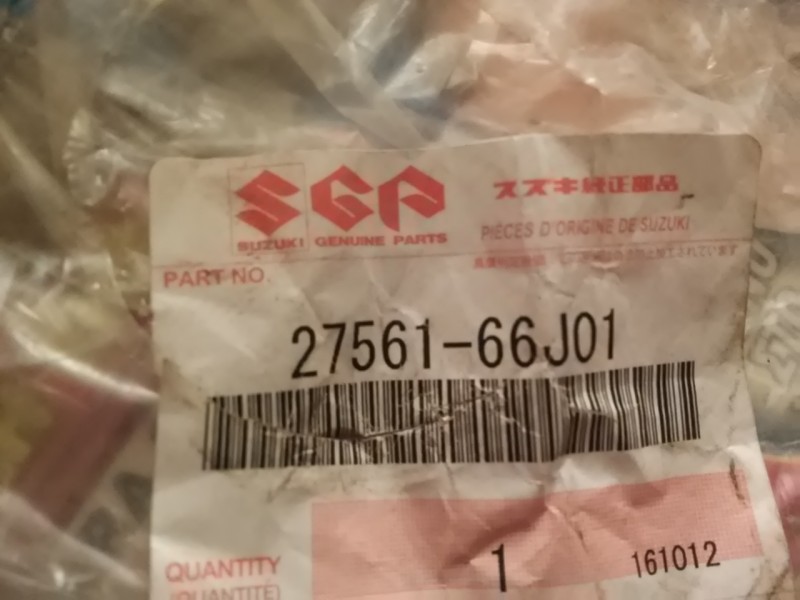 SGP スズキ純正部品
SUZUKI GENUINE PARTS PIÈCES D'ORIGINE DE SUZUKI
PART NO.
27561-66J01
1 161012
QUANTITY
(QUANTITÉ)